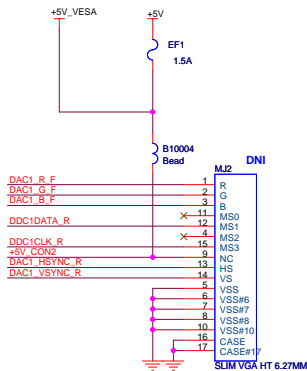 +5V_VESA +5V
EF1
1.5A
B10004
Bead
DNI
MJ2
DAC1_R_F 1 R
DAC1_G_F 2 G
DAC1_B_F 3 B
11 MS0
DDC1DATA_R 12 MS1
4 MS2
DDC1CLK_R 15 MS3
+5V_CON2 9 NC
DAC1_HSYNC_R 13 HS
DAC1_VSYNC_R 14 VS
5 VSS
6 VSS#6
7 VSS#7
8 VSS#8
10 VSS#10
16 CASE
17 CASE#17
SLIM VGA HT 6.27MM